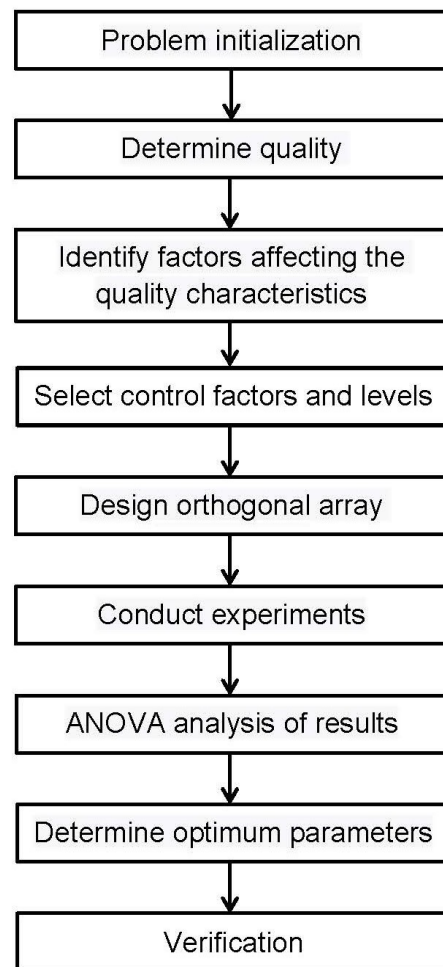 Problem initialization
Determine quality
Identify factors affecting the
quality characteristics
Select control factors and levels
Design orthogonal array
Conduct experiments
ANOVA analysis of results
Determine optimum parameters
Verification